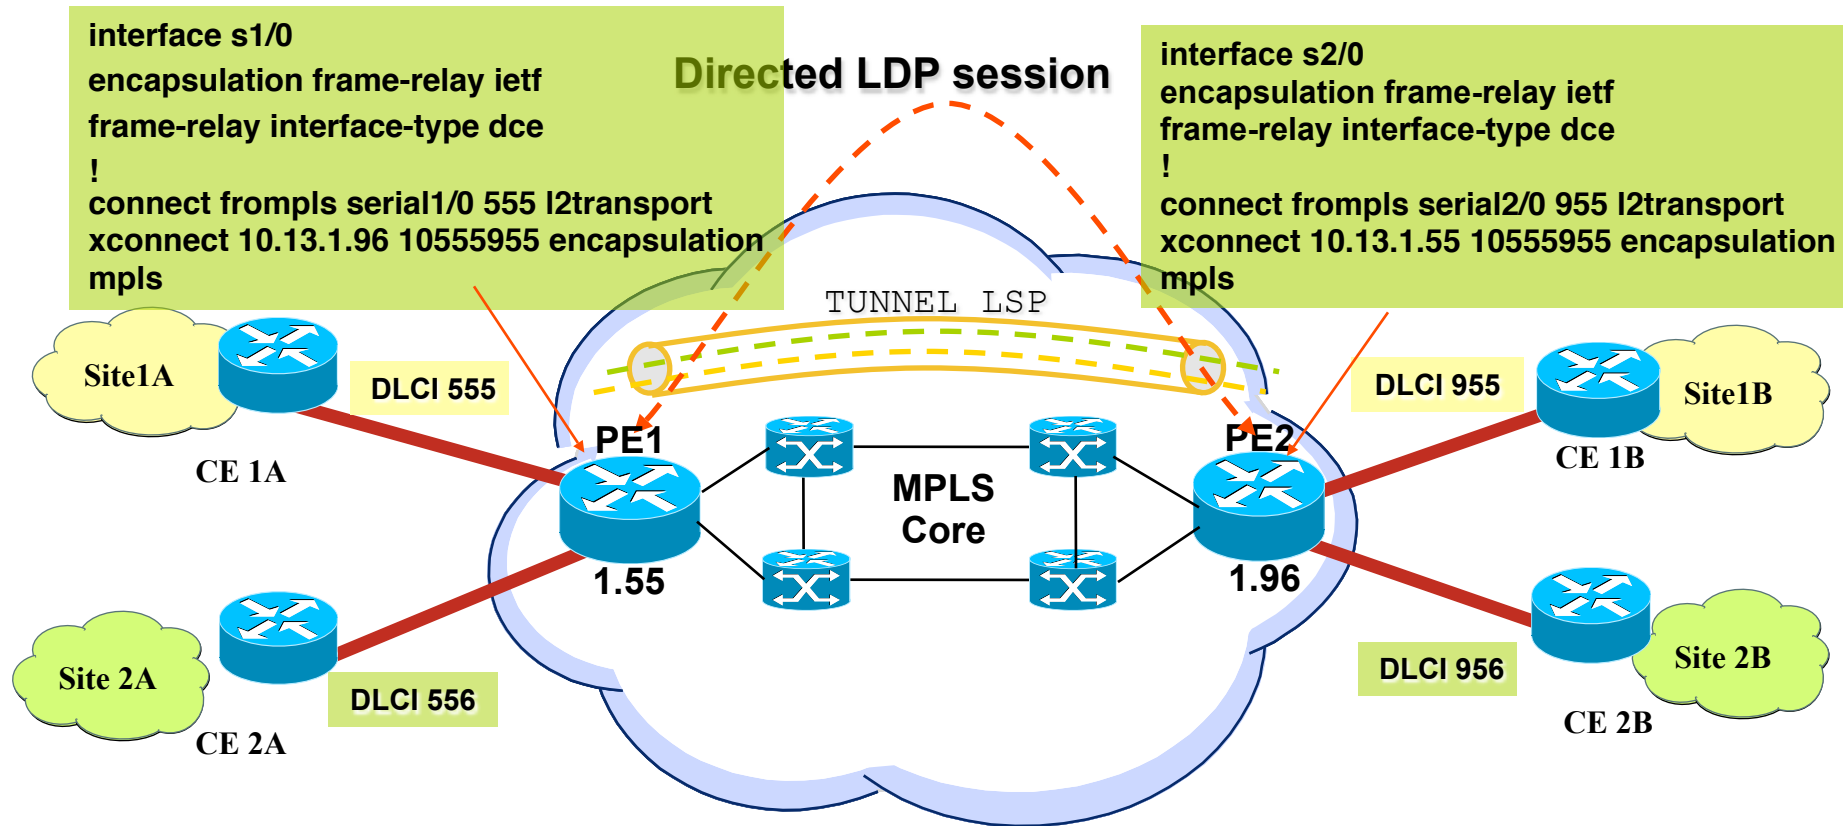 interface s1/0
encapsulation frame-relay ietf
frame-relay interface-type dce
!
connect frompls serial1/0 555 l2transport
xconnect 10.13.1.96 10555955 encapsulation
mpls
Directed LDP session
interface s2/0
encapsulation frame-relay ietf
frame-relay interface-type dce
!
connect frompls serial2/0 955 l2transport
xconnect 10.13.1.55 10555955 encapsulation
mpls
TUNNEL LSP
Site1A
DLCI 555
DLCI 955
Site1B
CE 1A
PE1
PE2
CE 1B
MPLS
Core
1.55
1.96
Site 2A
DLCI 556
DLCI 956
Site 2B
CE 2A
CE 2B